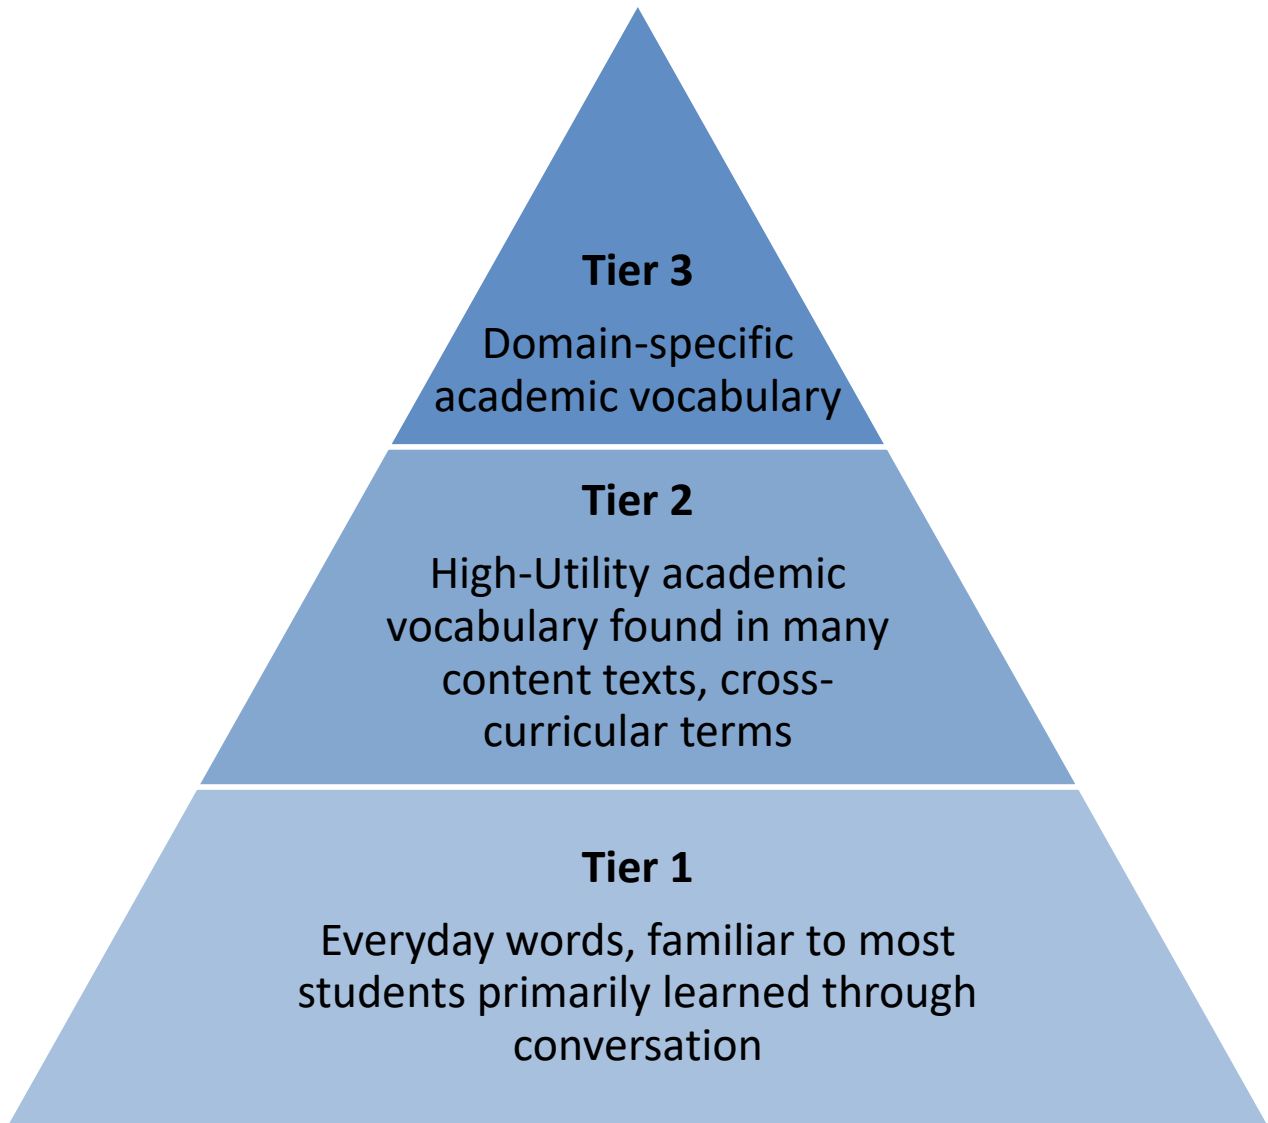 Tier 3
Domain-specific
academic vocabulary
Tier 2
High-Utility academic
vocabulary found in many
content texts, cross-
curricular terms
Tier 1
Everyday words, familiar to most
students primarily learned through
conversation